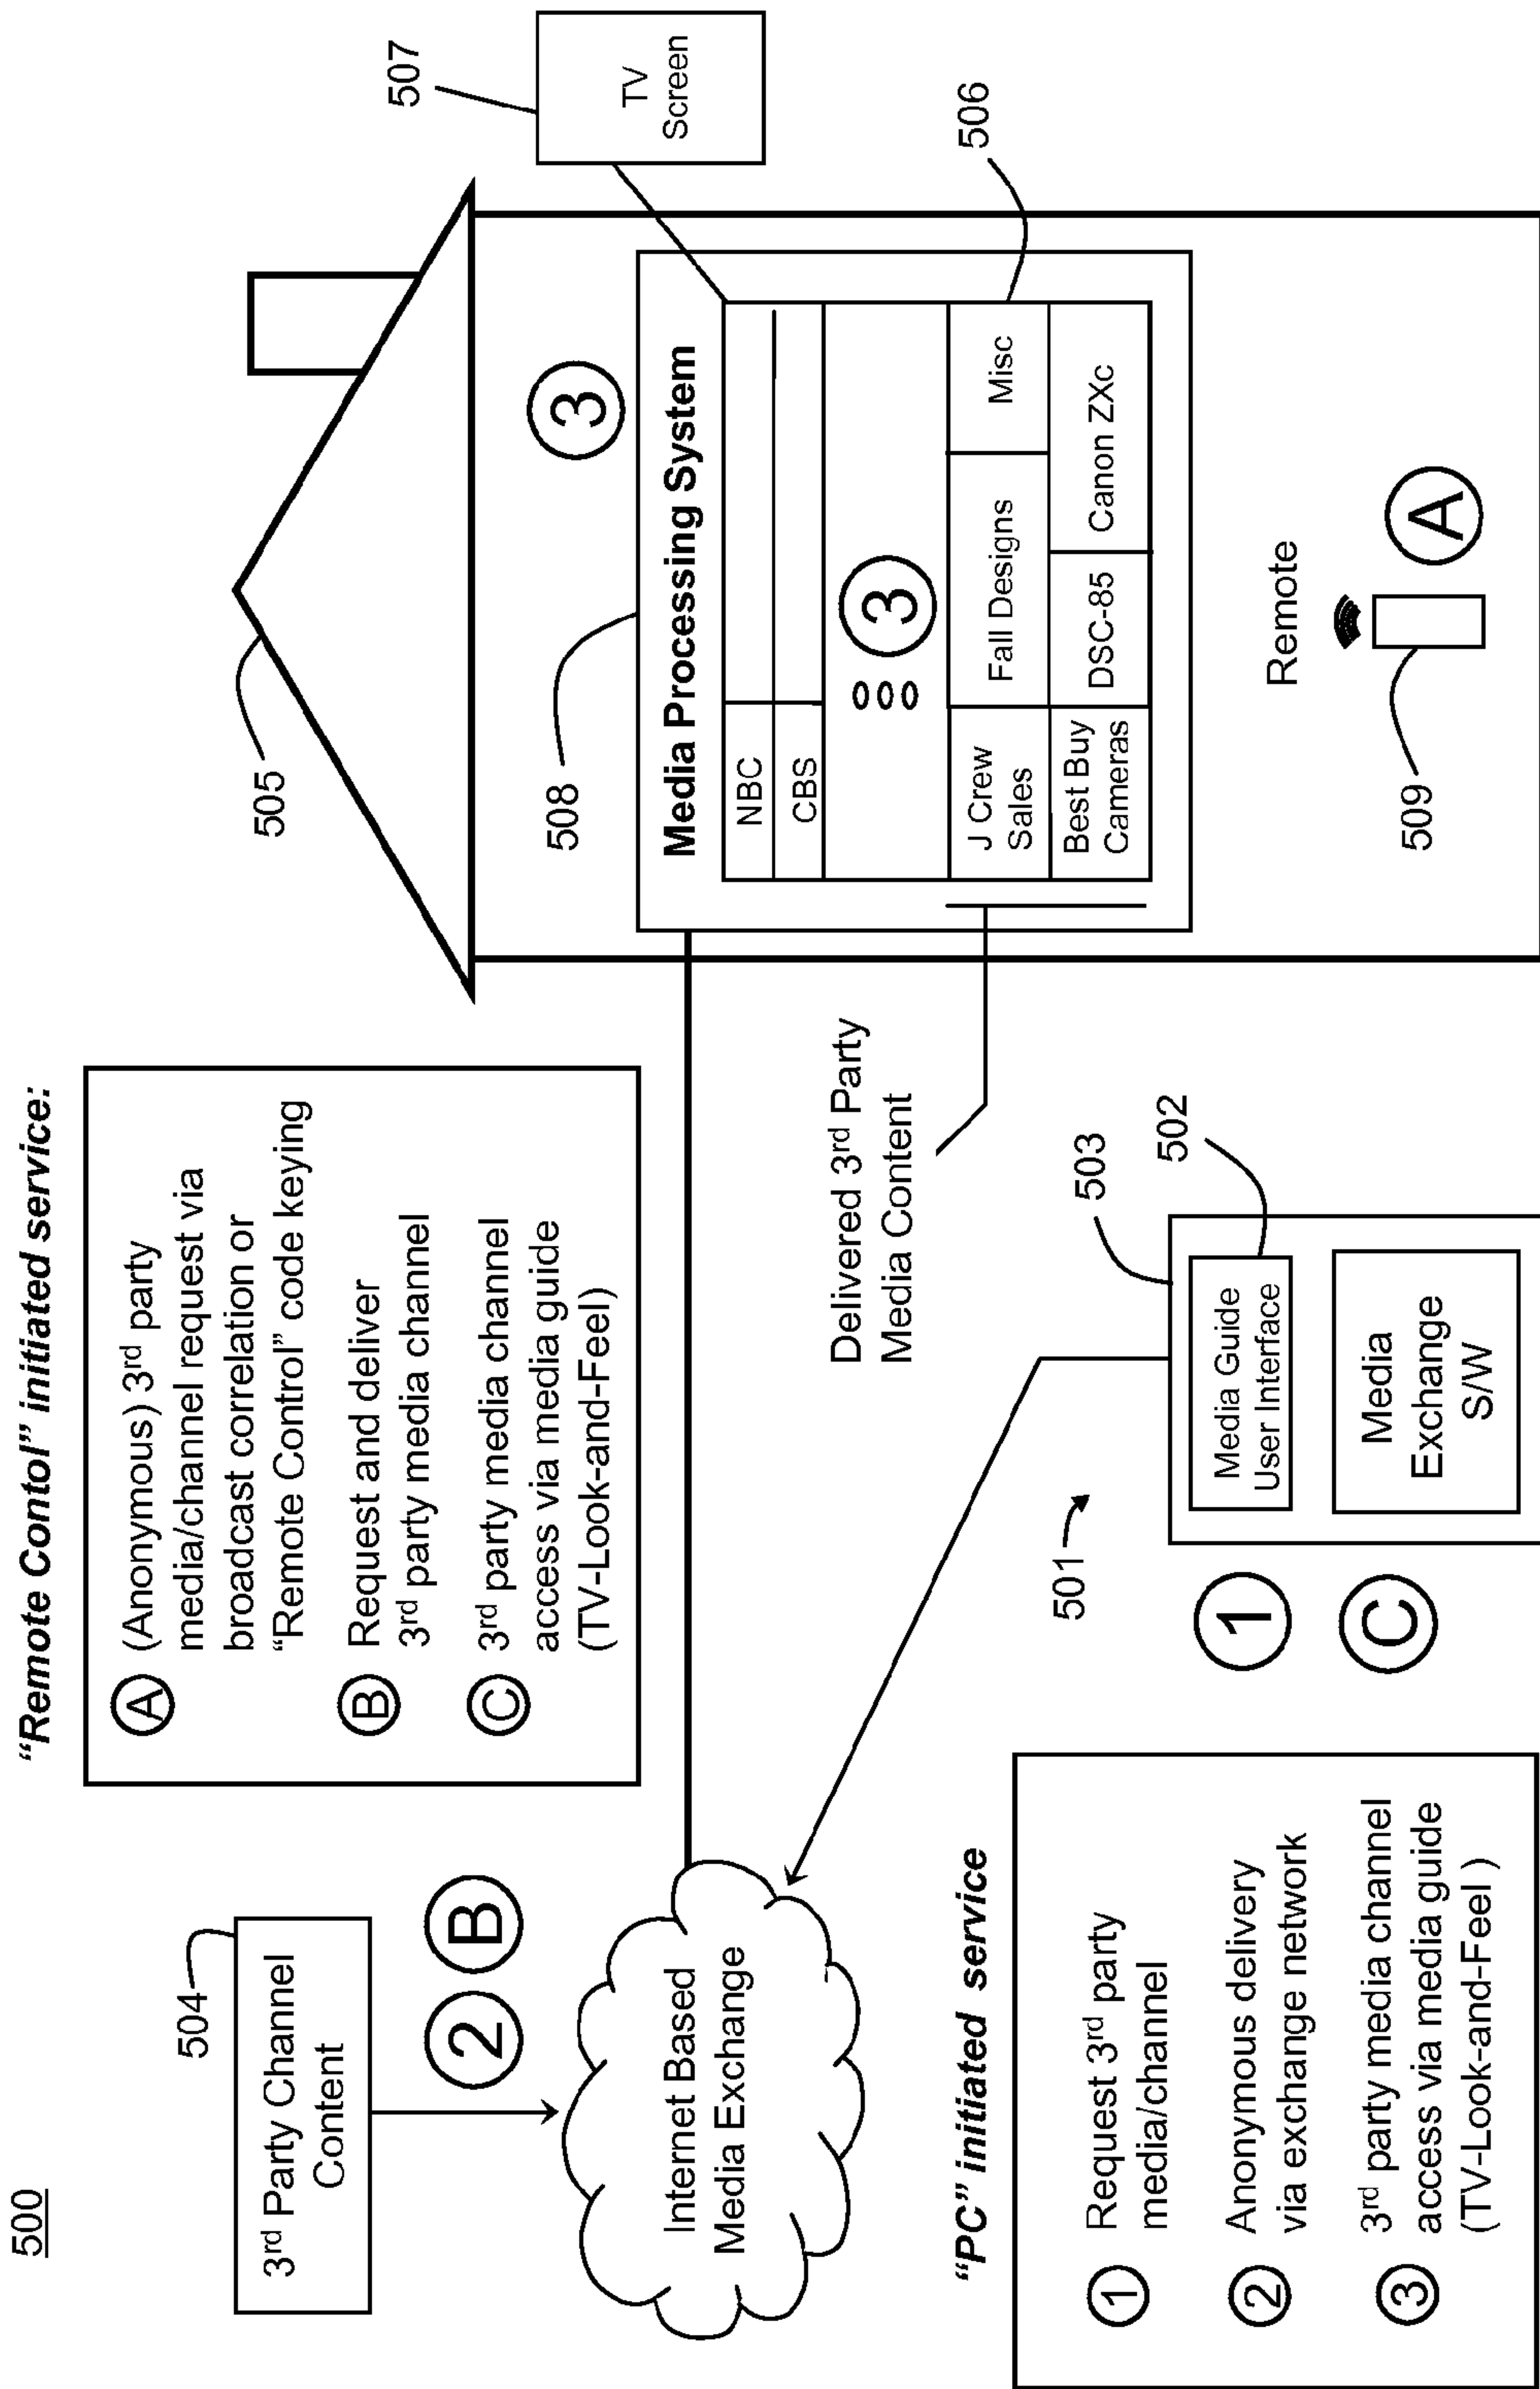 500
"Remote Contol" initiated service:
A
(Anonymous) 3rd party
media/channel request via
broadcast correlation or
"Remote Control" code keying
B
Request and deliver
3rd party media channel
C
3rd party media channel
access via media guide
(TV-Look-and-Feel)
504
3rd Party Channel
Content
2
B
Internet Based
Media Exchange
"PC" initiated service
1
Request 3rd party
media/channel
2
Anonymous delivery
via exchange network
3
3rd party media channel
access via media guide
(TV-Look-and-Feel )
501
1
C
503
502
Media Guide
User Interface
Media
Exchange
S/W
Delivered 3rd Party
Media Content
505
507
TV
Screen
3
508
Media Processing System
NBC
CBS
3
J Crew
Sales
Fall Designs
Misc
Best Buy
Cameras
DSC-85
Canon ZXc
506
Remote
509
A